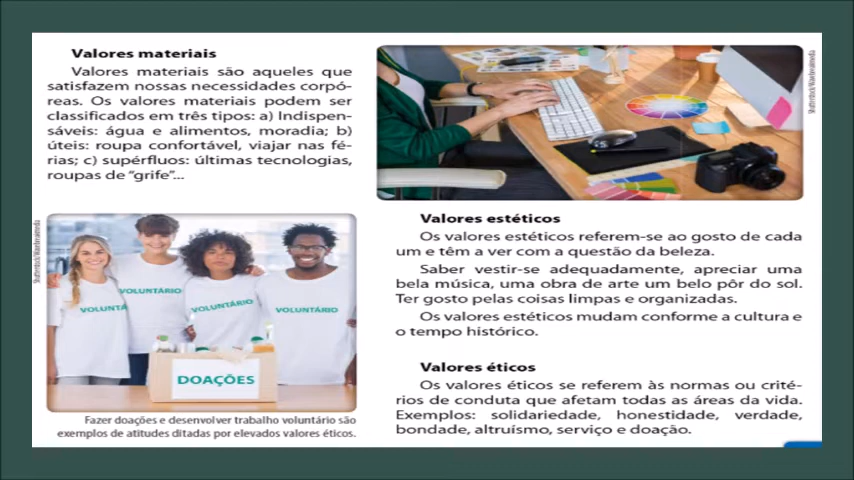 Valores materiais
Valores materiais são aqueles que
satisfazem nossas necessidades corpó-
reas. Os valores materiais podem ser
classificados em três tipos: a) Indispen-
sáveis: água e alimentos, moradia; b)
úteis: roupa confortável, viajar nas fé-
rias; c) supérfluos: últimas tecnologias,
roupas de “grife”...
VOLUNTÁRIO
VOLUNTÁRIO
VOLUNTÁRIO
DOAÇÕES
Fazer doações e desenvolver trabalho voluntário são
exemplos de atitudes ditadas por elevados valores éticos.
Valores estéticos
Os valores estéticos referem-se ao gosto de cada
um e têm a ver com a questão da beleza.
Saber vestir-se adequadamente, apreciar uma
bela música, uma obra de arte um belo pôr do sol.
Ter gosto pelas coisas limpas e organizadas.
Os valores estéticos mudam conforme a cultura e
o tempo histórico.
Valores éticos
Os valores éticos se referem às normas ou crité-
rios de conduta que afetam todas as áreas da vida.
Exemplos: solidariedade, honestidade, verdade,
bondade, altruísmo, serviço e doação.